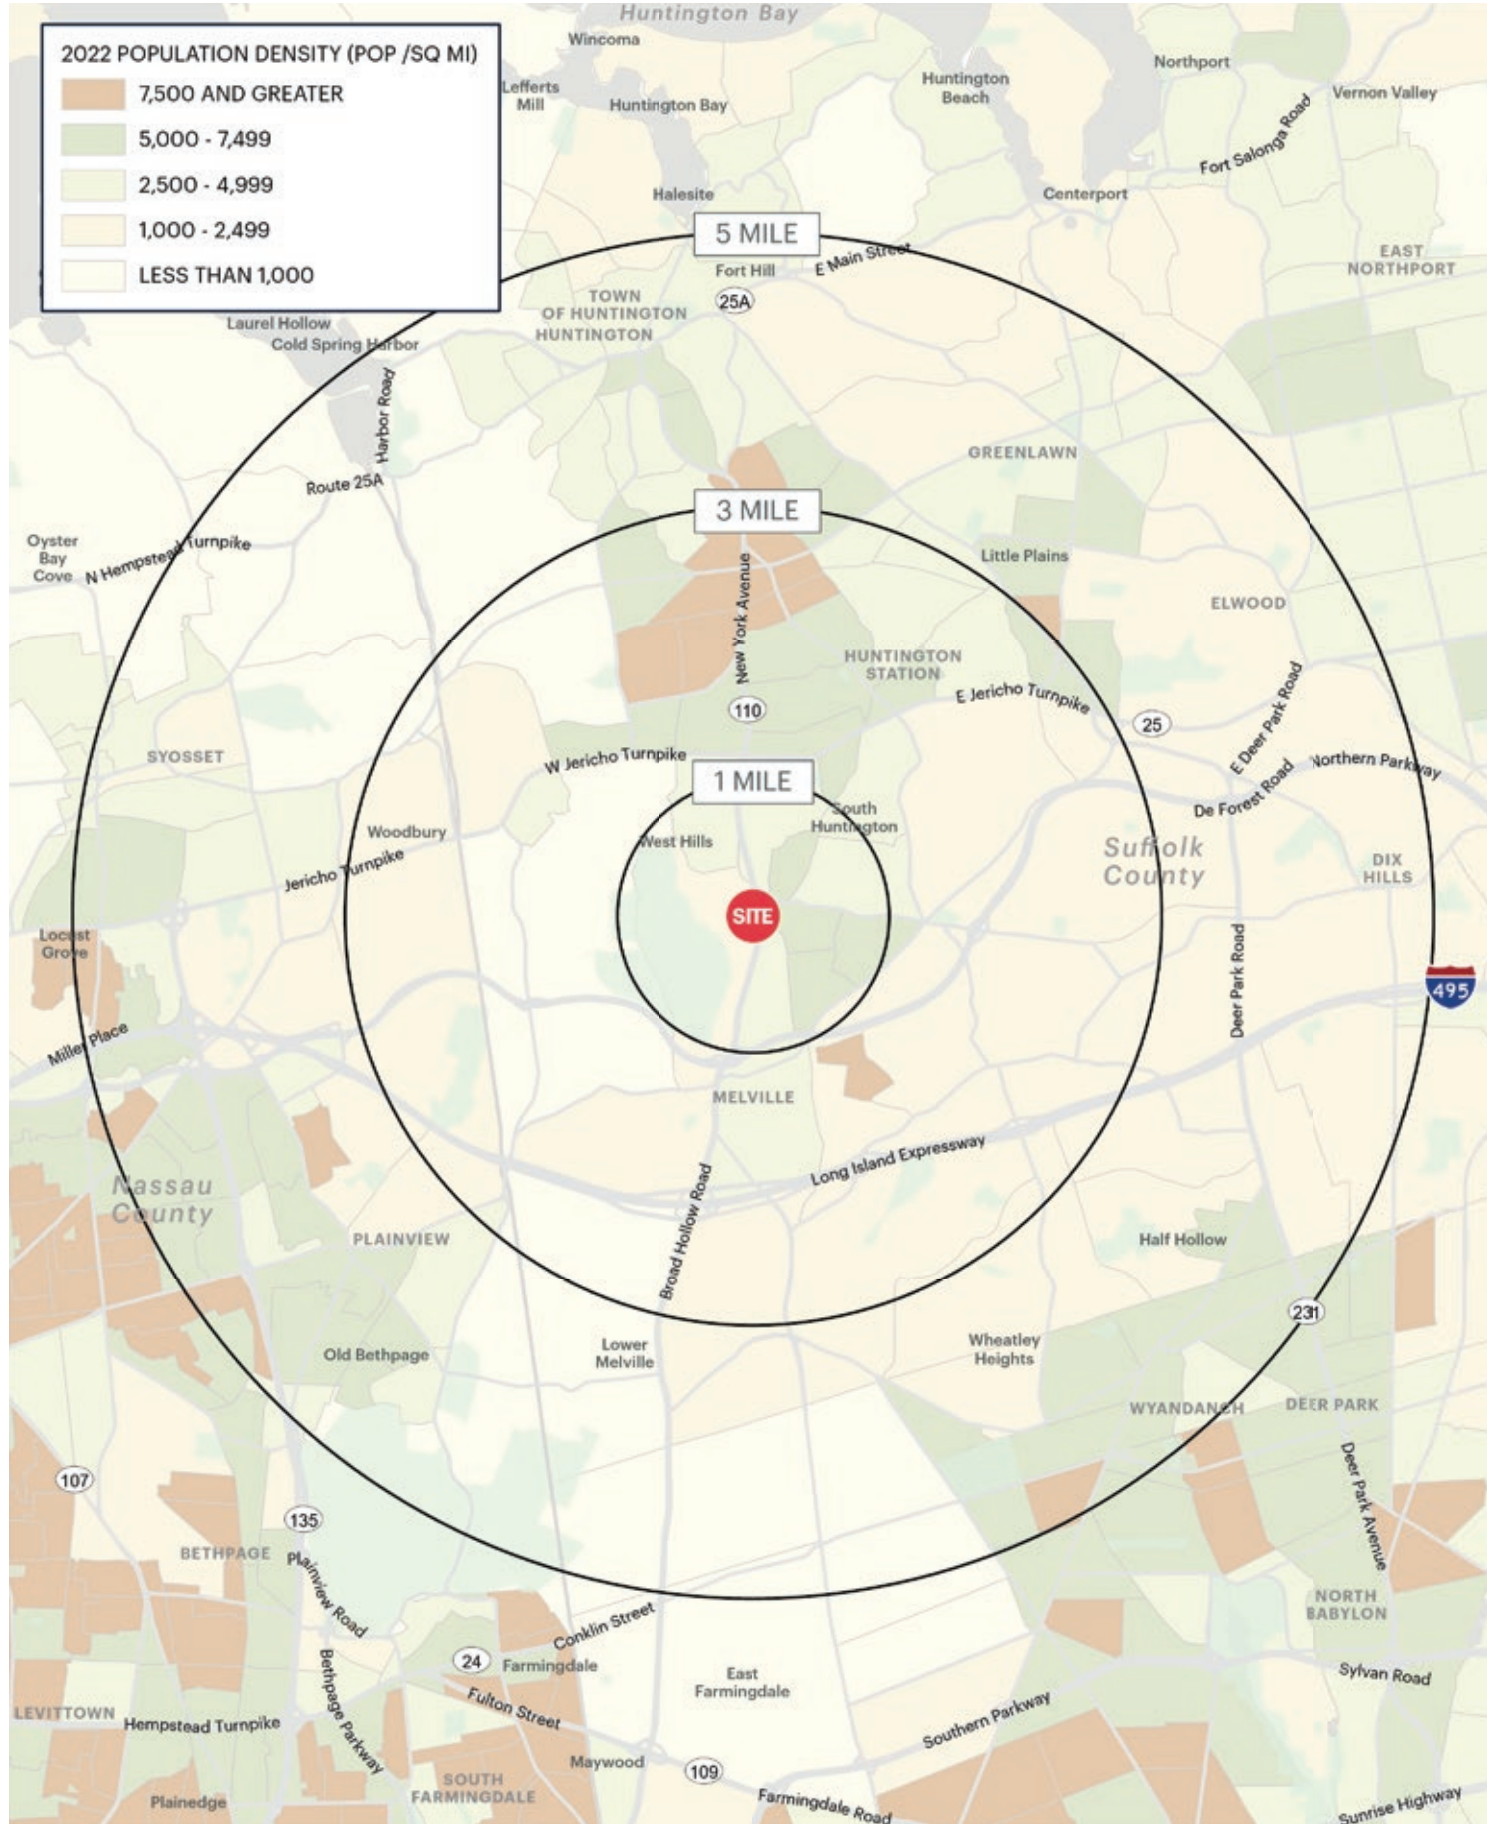 Huntington Bay
Wincoma
2022 POPULATION DENSITY (POP /SQ MI)
7,500 AND GREATER
5,000 - 7,499
2,500 - 4,999
1,000 - 2,499
LESS THAN 1,000
Lefferts
Mill
Huntington Bay
Huntington
Beach
Northport
Vernon Valley
Fort Salonga Road
Halesite
Centerport
5 MILE
E Main Street
Fort Hill
25A
EAST
NORTHPORT
TOWN
OF HUNTINGTON
HUNTINGTON
Laurel Hollow
Cold Spring Harbor
Harbor Road
Route 25A
GREENLAWN
3 MILE
Oyster
Bay
Cove
N Hempstead Turnpike
Little Plains
ELWOOD
New York Avenue
HUNTINGTON
STATION
E Jericho Turnpike
110
25
E Deer Park Road
SYOSSET
W Jericho Turnpike
Northern Parkway
1 MILE
De Forest Road
South
Huntington
Woodbury
West Hills
Jericho Turnpike
Suffolk
County
DIX
HILLS
SITE
Locust
Grove
Deer Park Road
495
Miller Place
MELVILLE
Long Island Expressway
Nassau
County
Broad Hollow Road
PLAINVIEW
Half Hollow
231
Old Bethpage
Lower
Melville
Wheatley
Heights
WYANDANCH
DEER PARK
107
Deer Park Avenue
135
BETHPAGE
Plainview Road
NORTH
BABYLON
Conklin Street
24
Farmingdale
East
Farmingdale
Sylvan Road
Bethpage Parkway
LEVITTOWN
Hempstead Turnpike
Fulton Street
Southern Parkway
Maywood
109
SOUTH
FARMINGDALE
Plainedge
Farmingdale Road
Sunrise Highway